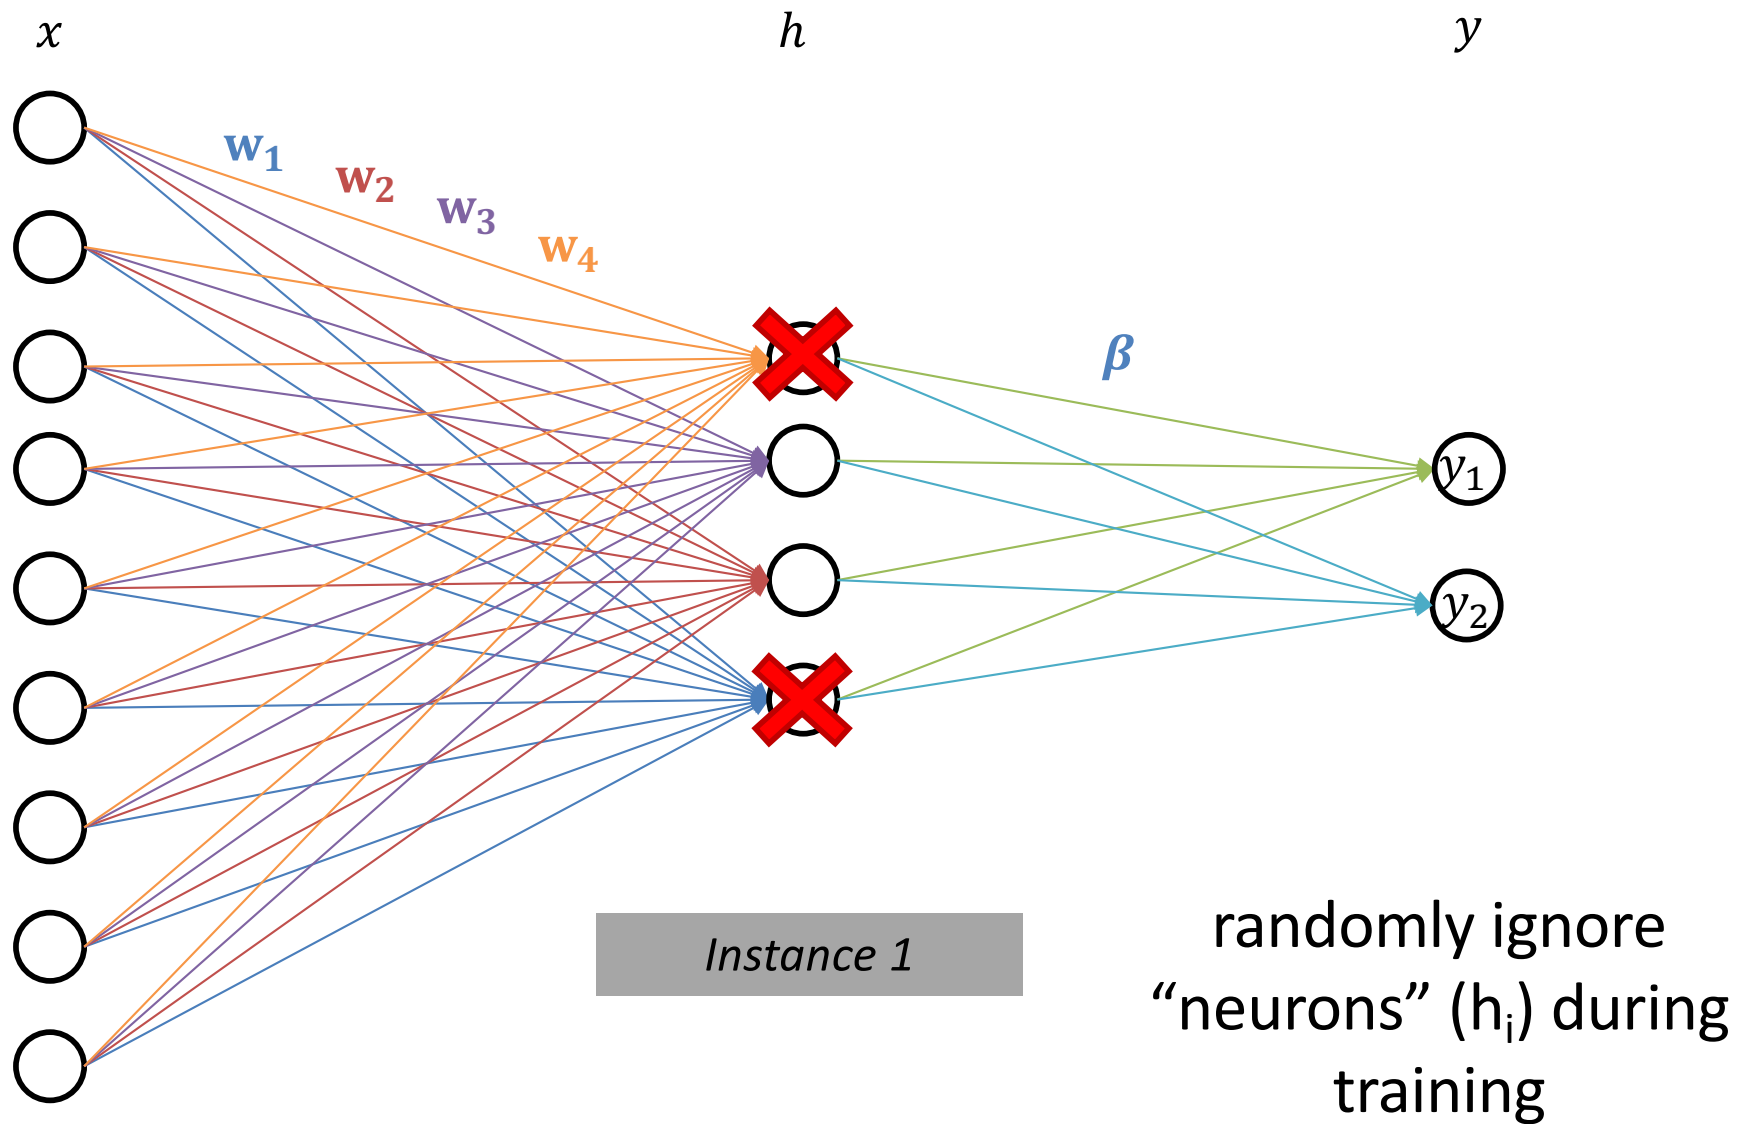 x h y
w₁
w₂
w₃
w₄
β
y₁
y₂
Instance 1
randomly ignore
“neurons” (hᵢ) during
training